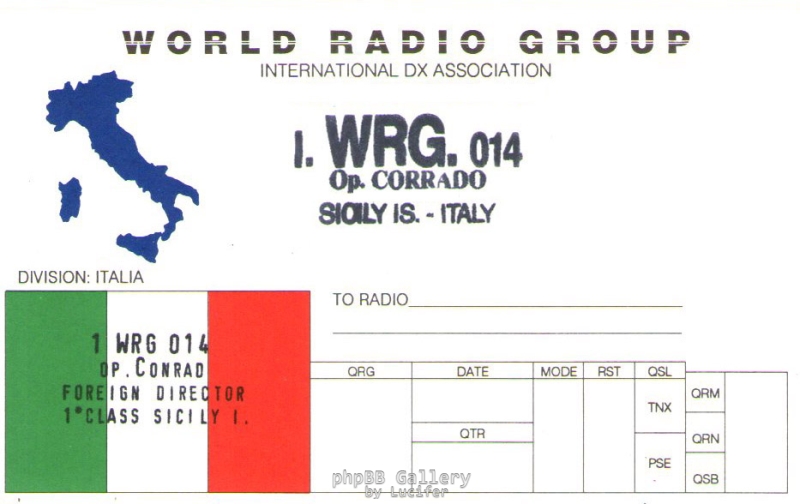 WORLD RADIO GROUP
INTERNATIONAL DX ASSOCIATION
I. WRG. 014
Op. CORRADO
SICILY IS. - ITALY
DIVISION: ITALIA
1 WRG 014
OP. CONRAD
FOREIGN DIRECTOR
1°CLASS SICILY I.
TO RADIO
QRG DATE MODE RST QSL
QTR
TNX
PSE
QRM
QRN
QSB
phpBB Gallery
by Lucifer